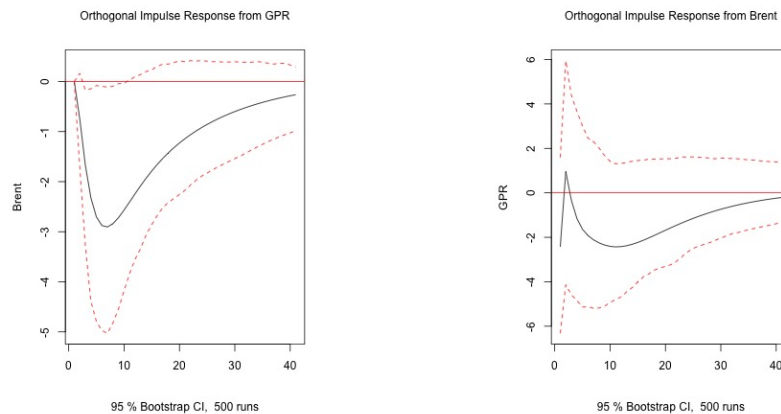 Orthogonal Impulse Response from GPR
Brent
0
-1
-2
-3
-4
-5
0 10 20 30 40
95 % Bootstrap CI, 500 runs
Orthogonal Impulse Response from Brent
GPR
6
4
2
0
-2
-4
-6
0 10 20 30 40
95 % Bootstrap CI, 500 runs